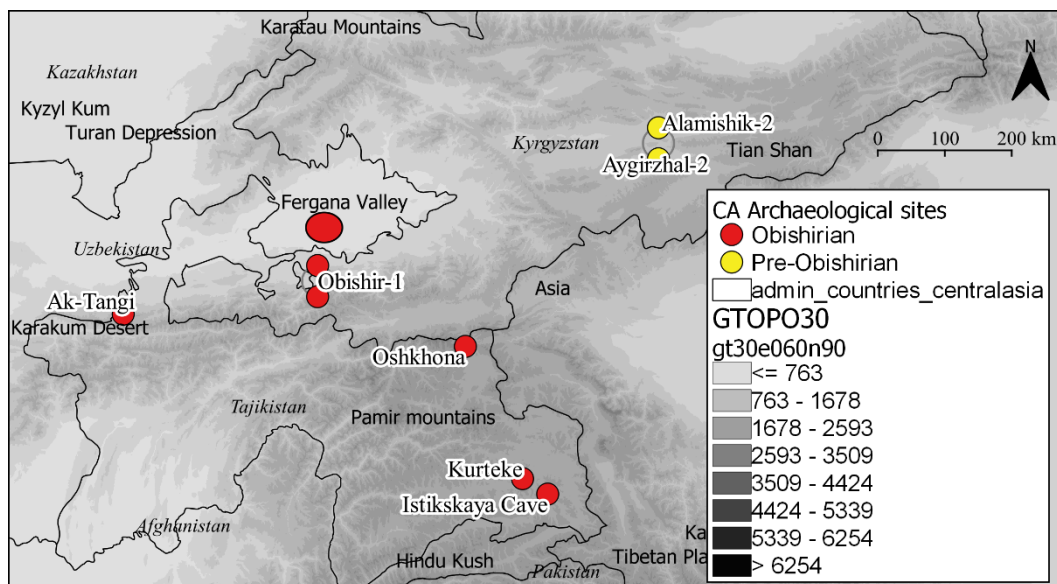 Karatau Mountains
Kazakhstan
N
Kyzyl Kum
Turan Depression
Alamishik-2
0 100 200 km
Kyrgyzstan
Tian Shan
Aygirzhal-2
Fergana Valley
CA Archaeological sites
Obishirian
Pre-Obishirian
admin_countries_centralasia
GTOPO30
gt30e060n90
<= 763
763 - 1678
1678 - 2593
2593 - 3509
3509 - 4424
4424 - 5339
5339 - 6254
> 6254
Uzbekistan
Obishir-1
Asia
Ak-Tangi
Karakum Desert
Oshkhona
Tajikistan
Pamir mountains
Kurteke
Istikskaya Cave
Afghanistan
Hindu Kush
Ka
Tibetan Pla
Pakistan